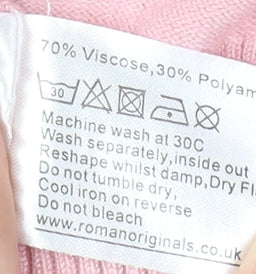 70% Viscose,30% Polyam
30
Machine wash at 30C
Wash separately,inside out
Reshape whilst damp,Dry Fl
Do not tumble dry,
Cool iron on reverse
Do not bleach
www.romanoriginals.co.uk